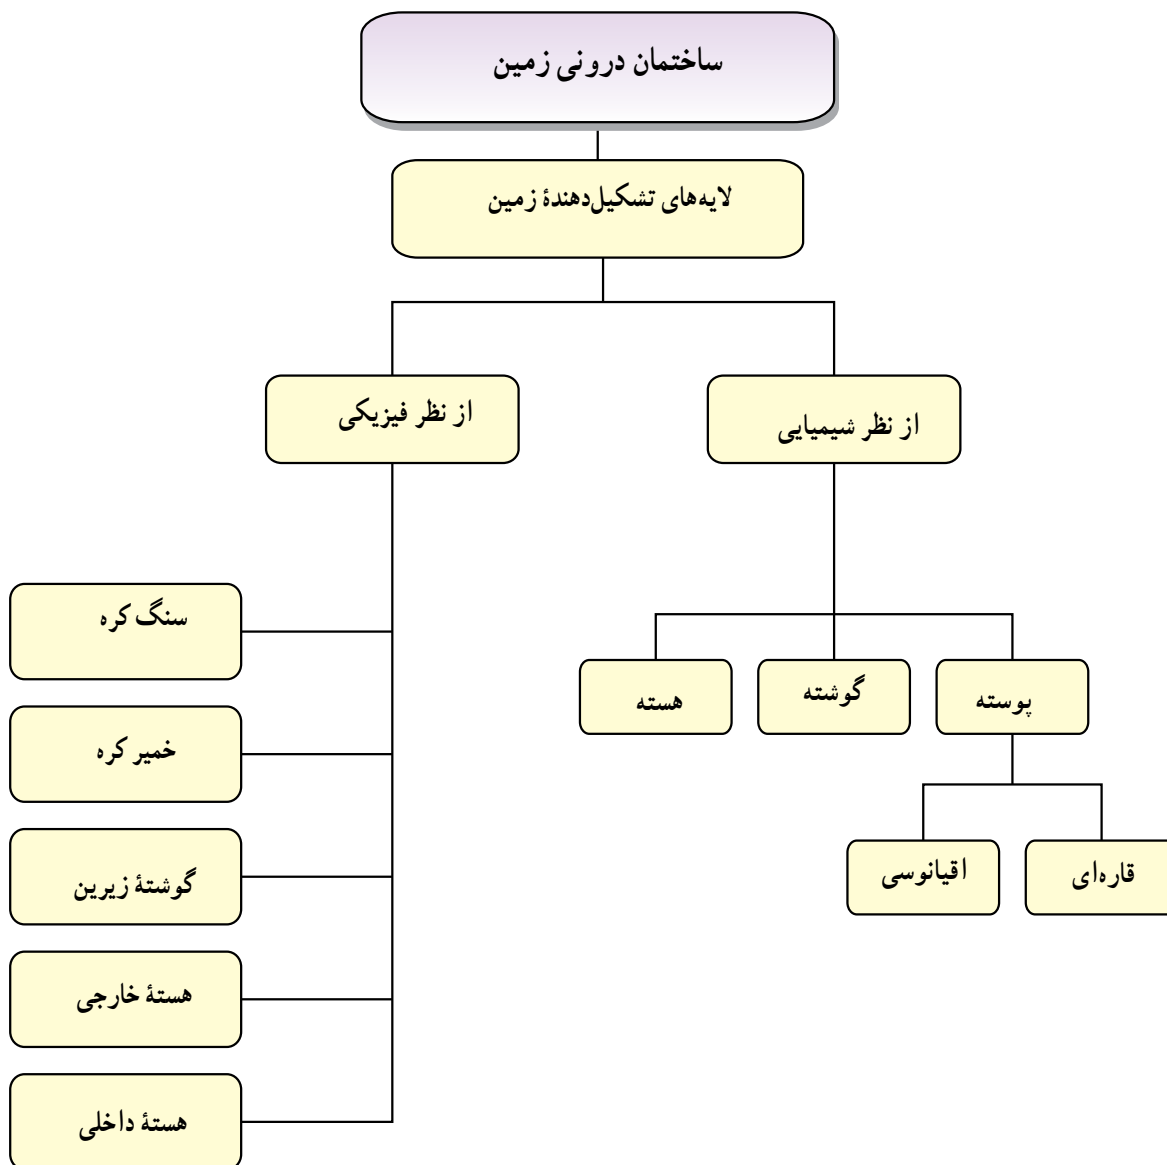 ساختمان درونی زمین
لایه‌های تشکیل‌دهندهٔ زمین
از نظر شیمیایی
از نظر فیزیکی
پوسته
گوشته
هسته
قاره‌ای
اقیانوسی
سنگ کره
خمیر کره
گوشتهٔ زیرین
هستهٔ خارجی
هستهٔ داخلی